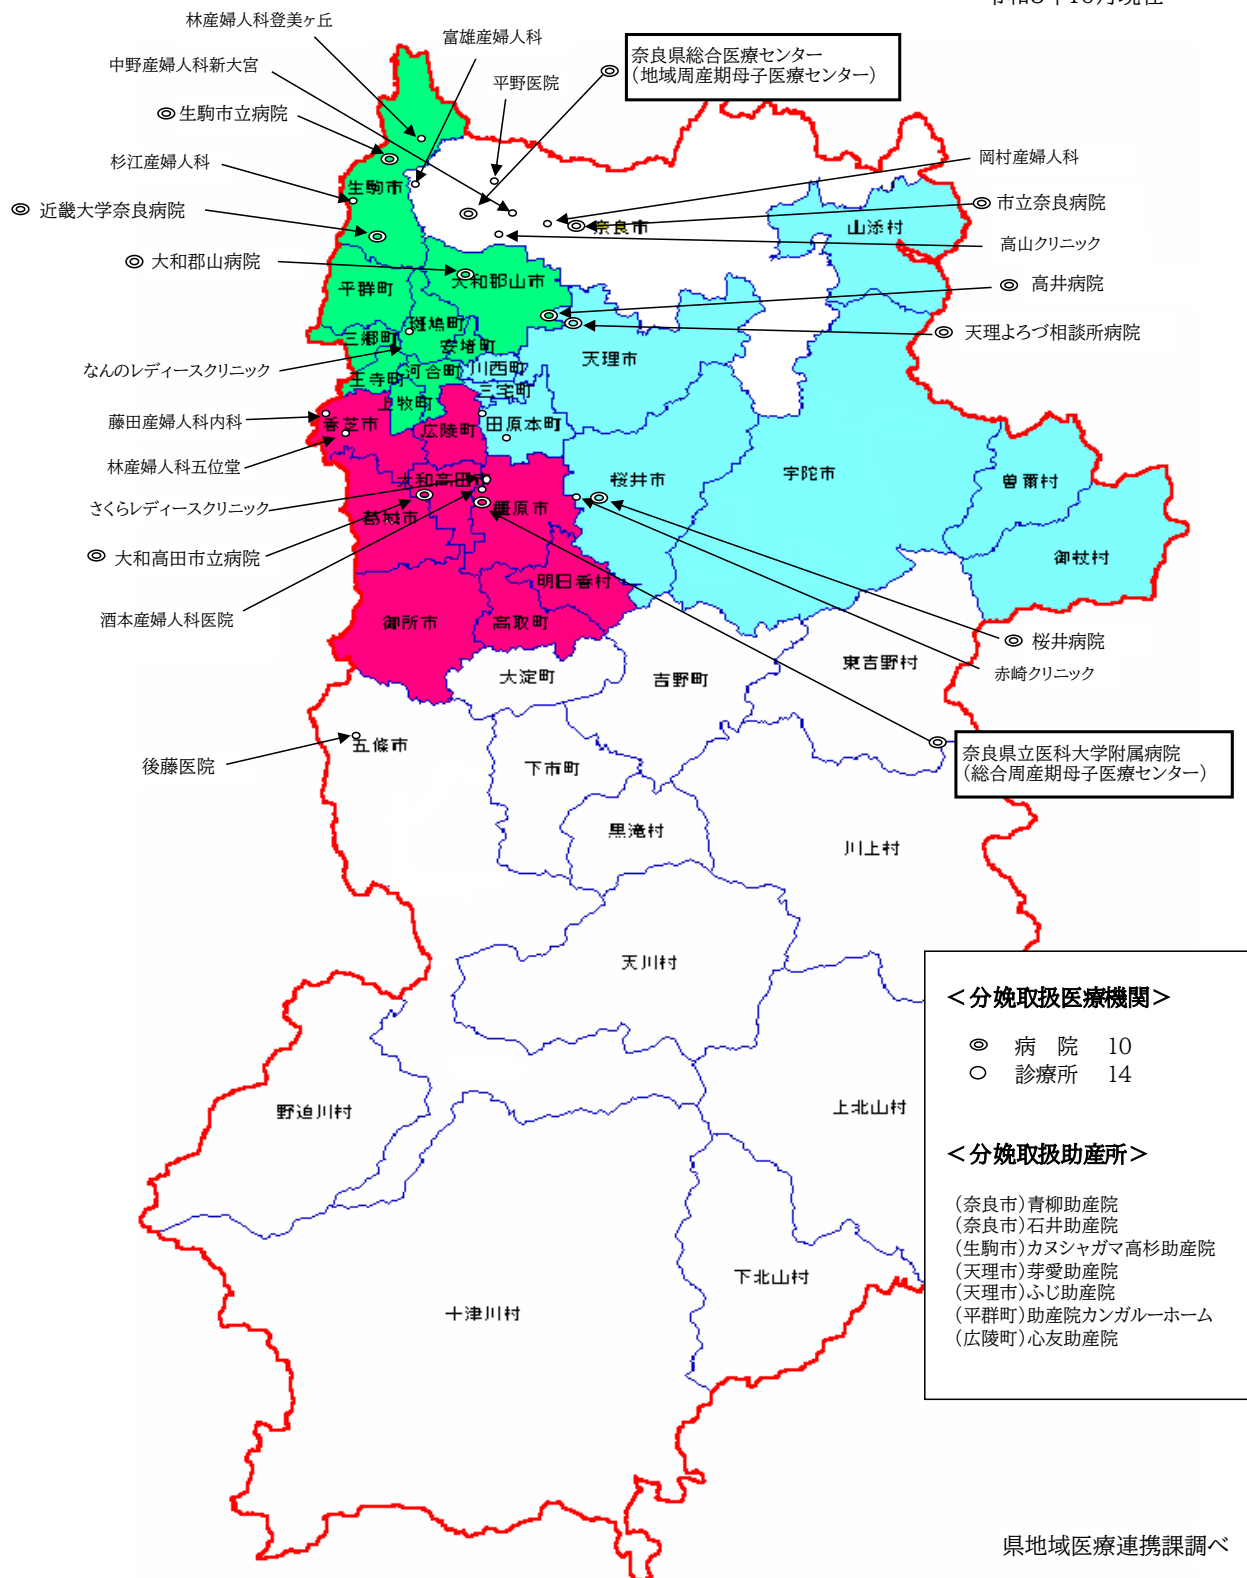 林産婦人科登美ヶ丘
富雄産婦人科
中野産婦人科新大宮
平野医院
奈良県総合医療センター
（地域周産期母子医療センター）
◎生駒市立病院
杉江産婦人科
◎ 近畿大学奈良病院
◎ 大和郡山病院
岡村産婦人科
◎ 市立奈良病院
高山クリニック
◎ 高井病院
◎ 天理よろづ相談所病院
なんのレディースクリニック
藤田産婦人科内科
林産婦人科五位堂
さくらレディースクリニック
◎ 大和高田市立病院
酒本産婦人科医院
◎ 桜井病院
赤崎クリニック
後藤医院
奈良県立医科大学附属病院
（総合周産期母子医療センター）
生駒市
奈良市
山添村
平群町
大和郡山市
斑鳩町
三郷町
安堵町
天理市
王寺町
河合町
川西町
三宅町
上牧町
香芝市
広陵町
田原本町
大和高田市
桜井市
宇陀市
曽爾村
葛城市
橿原市
御杖村
明日香村
御所市
高取町
大淀町
吉野町
東吉野村
五條市
下市町
黒滝村
川上村
天川村
野迫川村
上北山村
下北山村
十津川村
＜分娩取扱医療機関＞
◎ 病 院 10
○ 診療所 14
＜分娩取扱助産所＞
（奈良市）青柳助産院
（奈良市）石井助産院
（生駒市）カヌシャガマ高杉助産院
（天理市）芽愛助産院
（天理市）ふじ助産院
（平群町）助産院カンガルーホーム
（広陵町）心友助産院
県地域医療連携課調べ